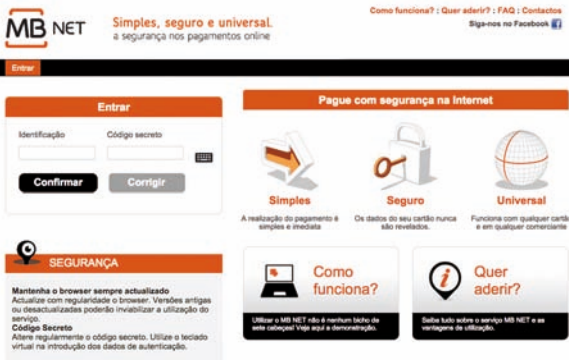 MB NET
Simples, seguro e universal.
a segurança nos pagamentos online
Como funciona? : Quer aderir? : FAQ : Contactos
Siga-nos no Facebook
Entrar
Entrar
Identificação
Código secreto
Confirmar
Corrigir
SEGURANÇA
Mantenha o browser sempre actualizado
Actualize com regularidade o browser. Versões antigas
ou desactualizadas poderão inviabilizar a utilização do
serviço.
Código Secreto
Altere regularmente o código secreto. Utilize o teclado
virtual na introdução dos dados de autenticação.
Pague com segurança na Internet
Simples
A realização do pagamento é
simples e imediata
Seguro
Os dados do seu cartão nunca
são revelados.
Universal
Funciona com qualquer cartã
e em qualquer comerciante
Como
funciona?
Utilizar o MB NET não é nenhum bicho de
sete cabeças! Veja aqui a demonstração.
Quer
aderir?
Saiba tudo sobre o serviço MB NET e as
vantagens de utilização.